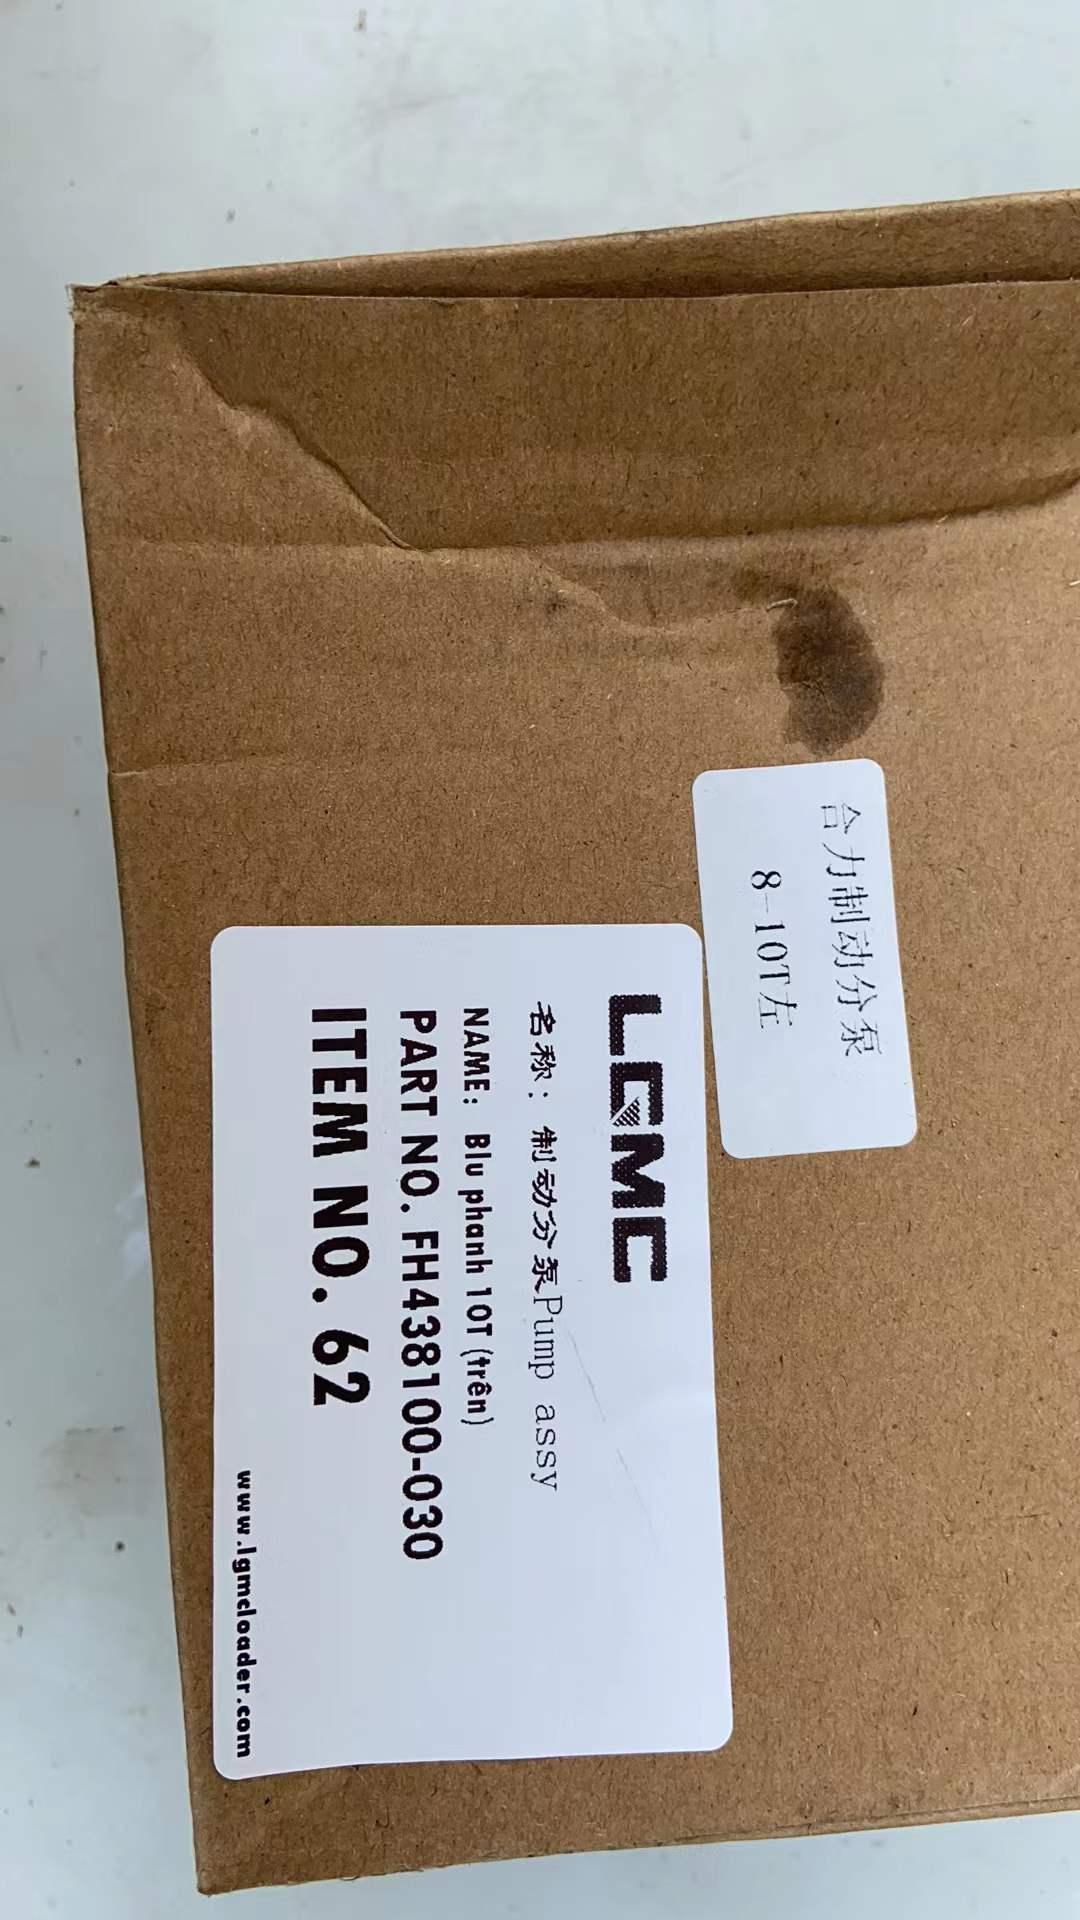 合力制动分泵
8-10T左
LGMC
名称：制动分泵Pump assy
NAME： Blu phanh 10T (trên)
PART NO. FH438100-030
ITEM NO. 62
www.lgmcloader.com